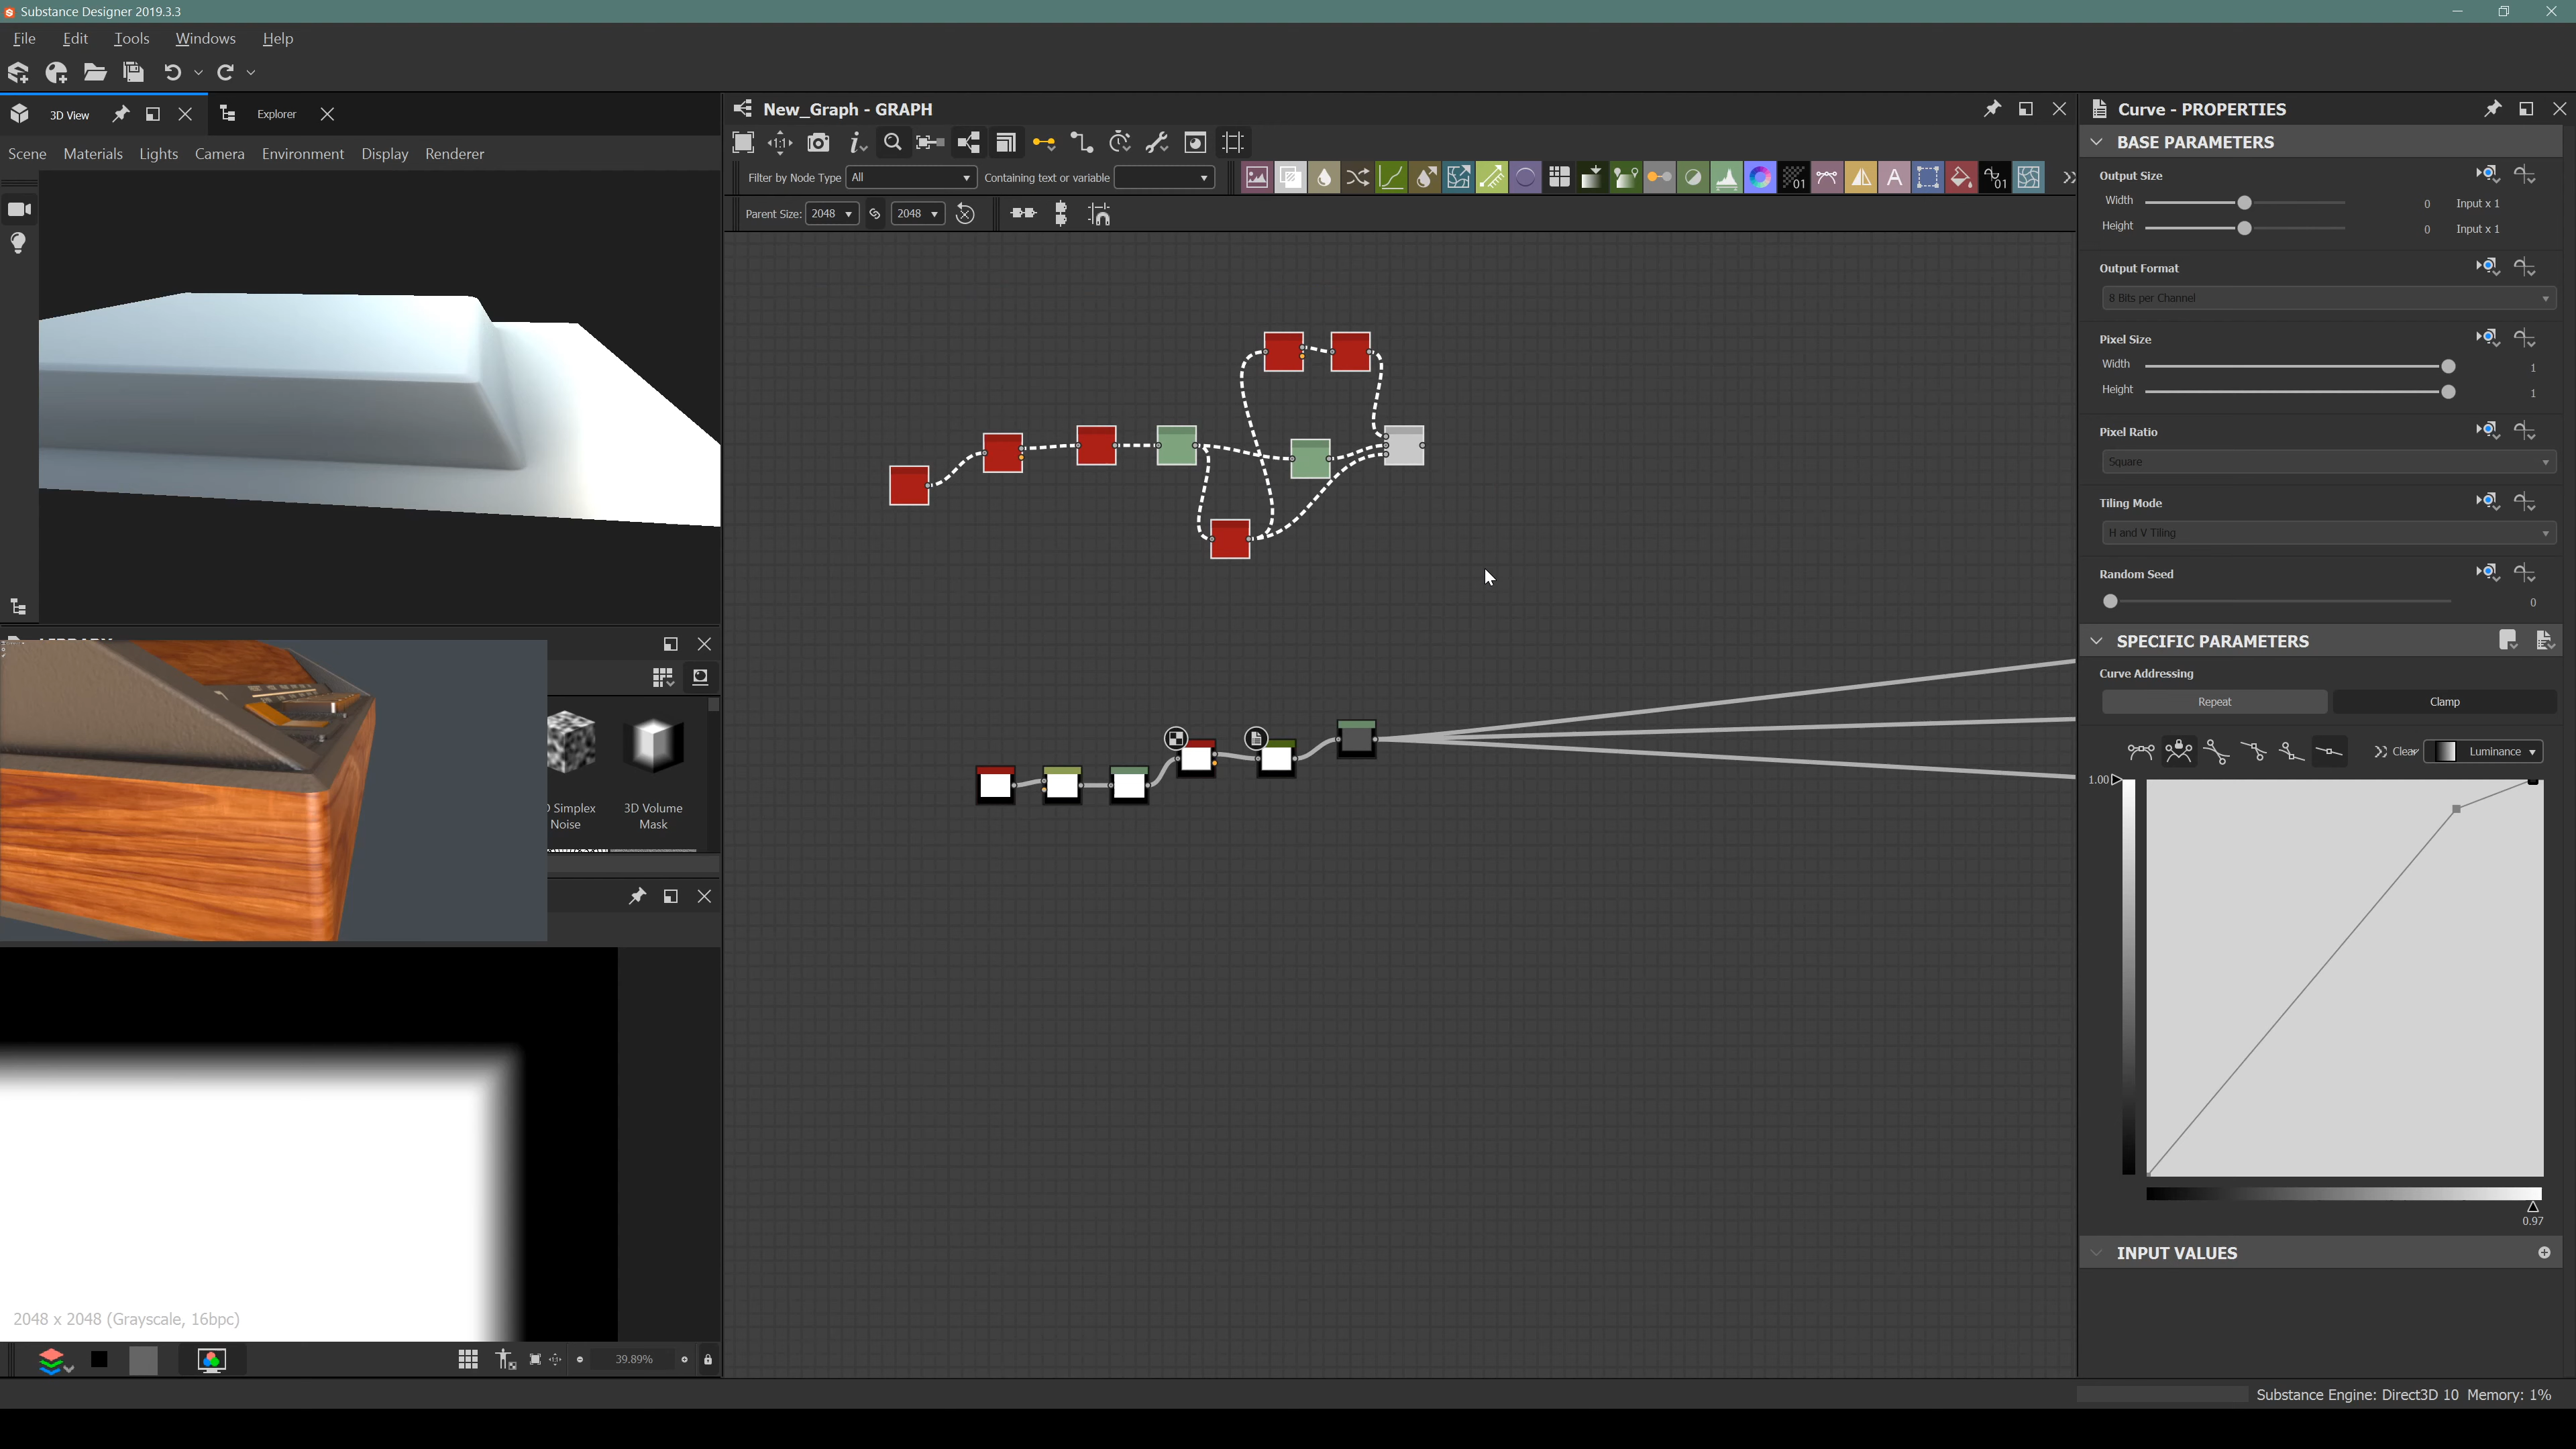 Substance Designer 2019.3.3
File Edit Tools Windows Help
3D View Explorer
Scene Materials Lights Camera Environment Display Renderer
New_Graph - GRAPH
Filter by Node Type All Containing text or variable
01 A 01
Parent Size: 2048 2048
Curve - PROPERTIES
BASE PARAMETERS
Output Size
Width 0 Input x 1
Height 0 Input x 1
Output Format
8 Bits per Channel
Pixel Size
Width 1
Height 1
Pixel Ratio
Square
Tiling Mode
H and V Tiling
Random Seed
0
SPECIFIC PARAMETERS
Curve Addressing
Repeat Clamp
Clear Luminance
1.00
0.97
INPUT VALUES
Simplex
Noise
3D Volume
Mask
2048 x 2048 (Grayscale, 16bpc)
39.89%
Substance Engine: Direct3D 10 Memory: 1%